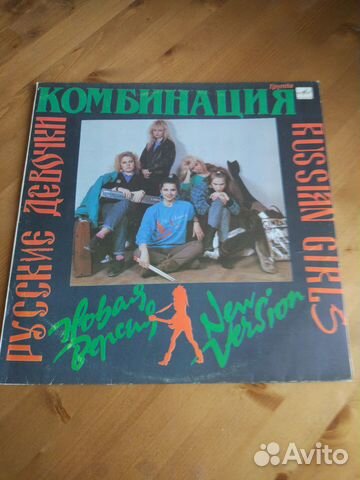 Группа
КОМБИНАЦИЯ
РУССКИЕ ДЕВОЧКИ
RUSSIAN GIRLS
Новая
версия
New
Version
Avito